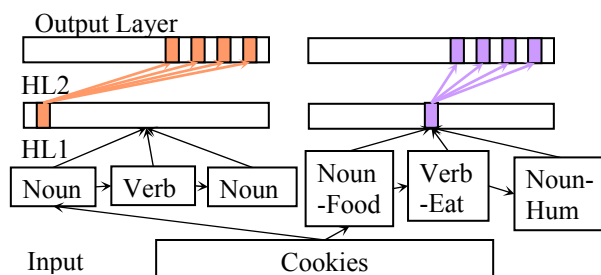 Output Layer
HL2
HL1
Noun
Verb
Noun
Noun
-Food
Verb
-Eat
Noun-
Hum
Input
Cookies